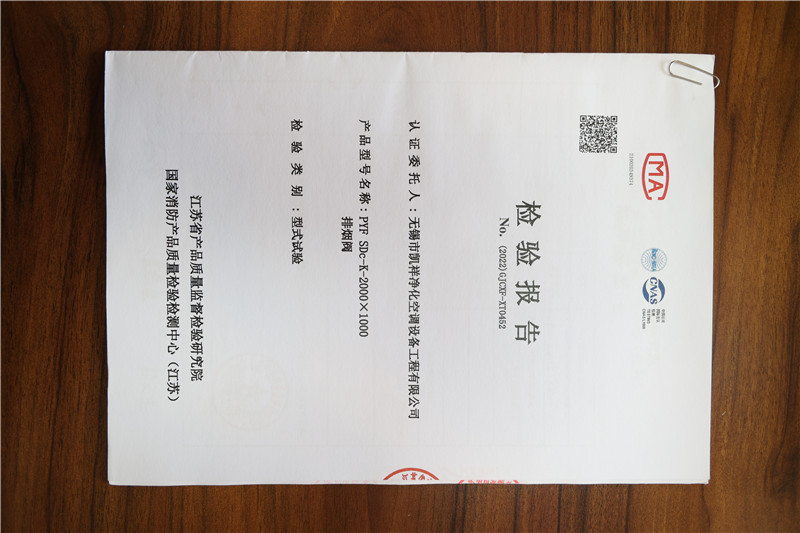 MA
CNAS
检验报告
No. (2022)GJCXF-XT0452
认证委托人：无锡市凯祥净化空调设备工程有限公司
产品型号名称：PYF SDc-K-2000×1000
排烟阀
检验类别：型式试验
江苏省产品质量监督检验研究院
国家消防产品质量检验检测中心（江苏）